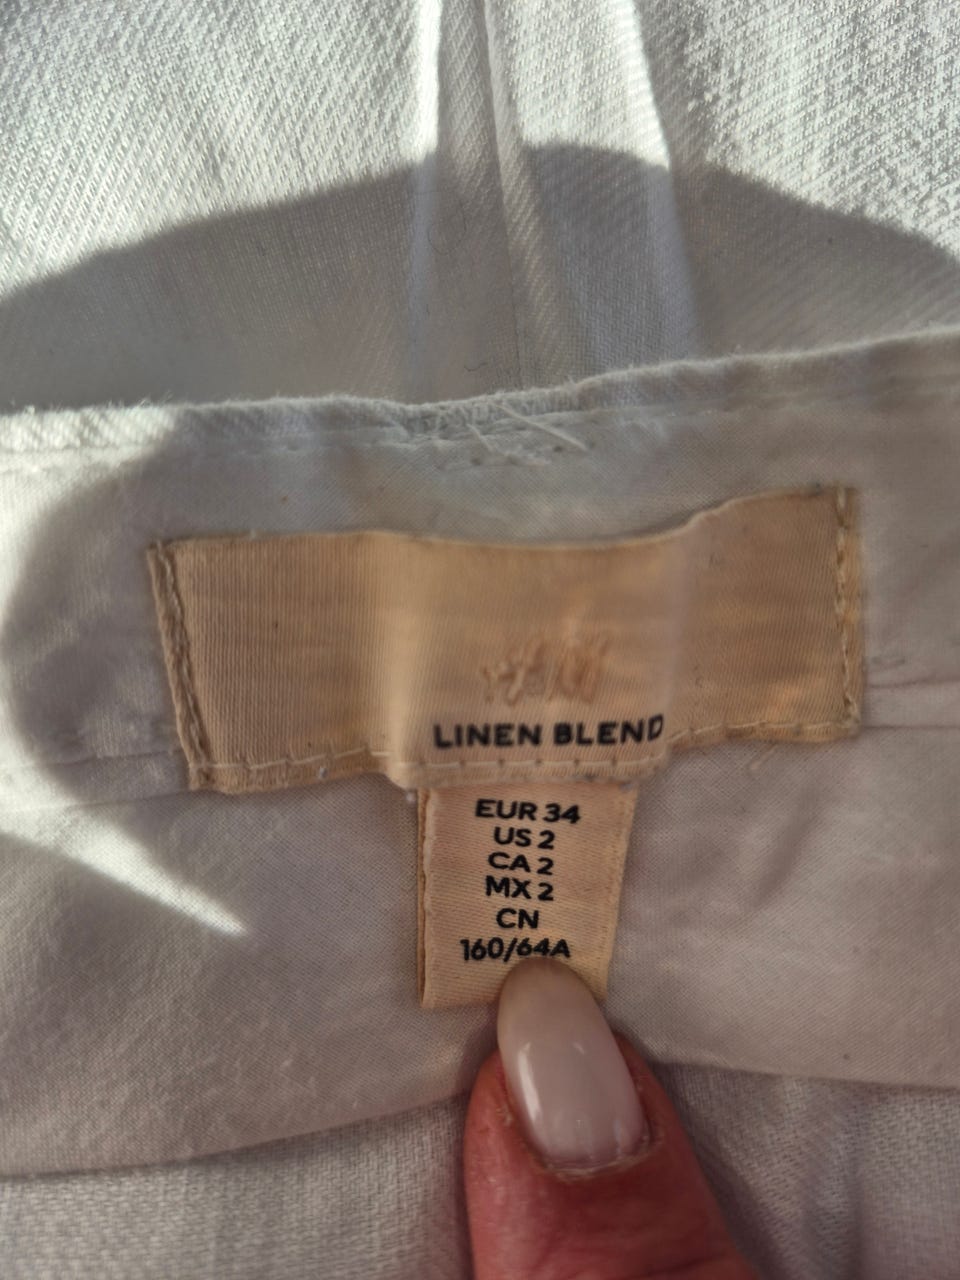 H&M
LINEN BLEND
EUR 34
US 2
CA 2
MX 2
CN
160/64A